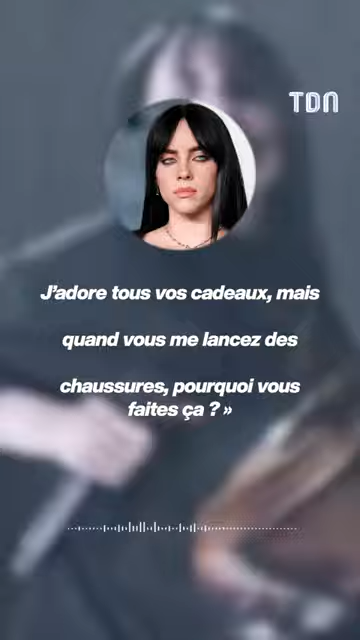 TDN
J'adore tous vos cadeaux, mais
quand vous me lancez des
chaussures, pourquoi vous
faites ça ? »